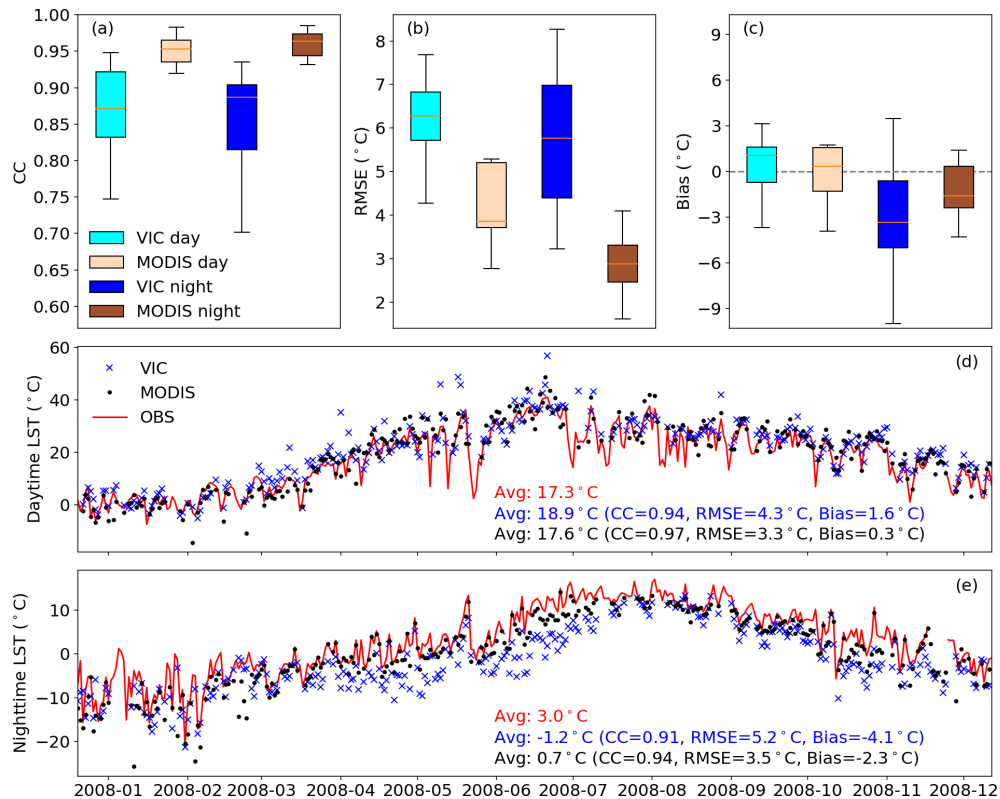 (a)
1.00
0.95
0.90
0.85
0.80
0.75
0.70
0.65
0.60
CC
VIC day
MODIS day
VIC night
MODIS night
(b)
8
7
6
5
4
3
2
RMSE (°C)
(c)
9
6
3
0
−3
−6
−9
Bias (°C)
(d)
60
40
20
0
Daytime LST (°C)
VIC
MODIS
OBS
Avg: 17.3°C
Avg: 18.9°C (CC=0.94, RMSE=4.3°C, Bias=1.6°C)
Avg: 17.6°C (CC=0.97, RMSE=3.3°C, Bias=0.3°C)
(e)
10
0
−10
−20
Nighttime LST (°C)
Avg: 3.0°C
Avg: -1.2°C (CC=0.91, RMSE=5.2°C, Bias=-4.1°C)
Avg: 0.7°C (CC=0.94, RMSE=3.5°C, Bias=-2.3°C)
2008-01 2008-02 2008-03 2008-04 2008-05 2008-06 2008-07 2008-08 2008-09 2008-10 2008-11 2008-12